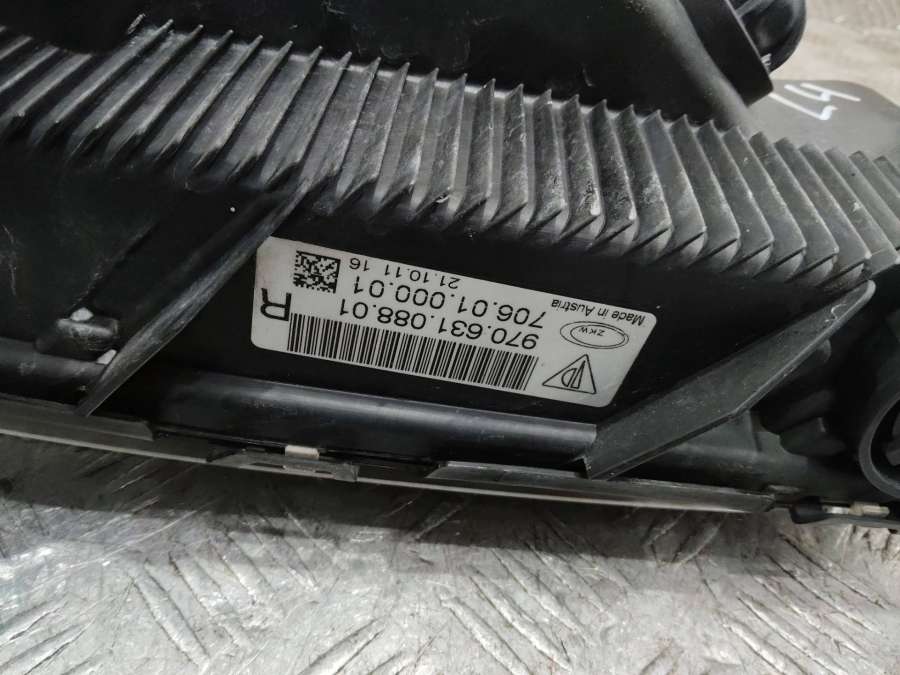 ZKW
Made in Austria
970.631.088.01
706.01.000.01
R
21.10.11 16